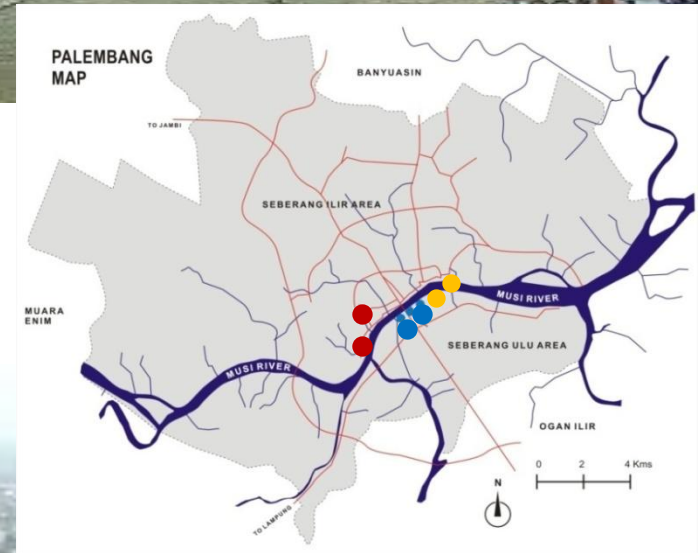 PALEMBANG
MAP
BANYUASIN
TO JAMBI
SEBERANG ILIR AREA
MUSI RIVER
MUARA
ENIM
SEBERANG ULU AREA
MUSI RIVER
OGAN ILIR
0 2 4 Kms
N
TO LAMPUNG